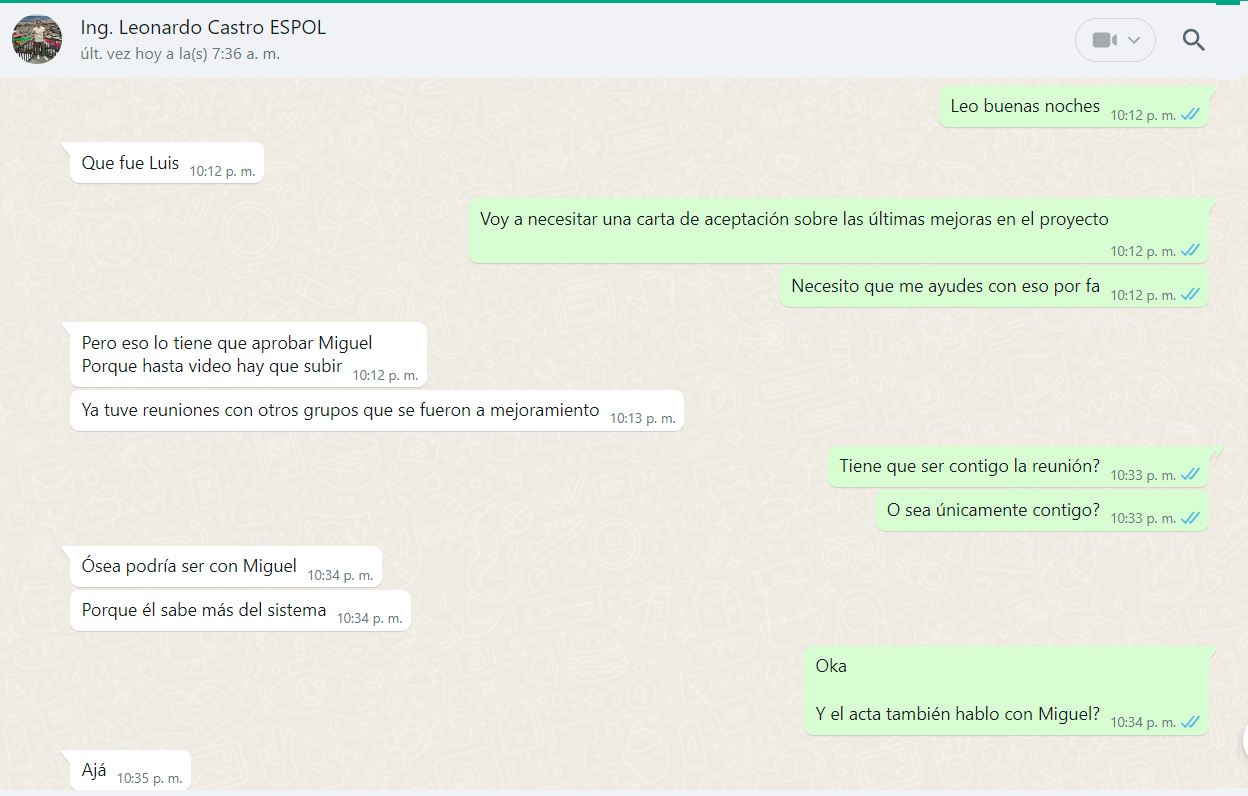 Ing. Leonardo Castro ESPOL
últ. vez hoy a la(s) 7:36 a. m.
Leo buenas noches 10:12 p. m.
Que fue Luis 10:12 p. m.
Voy a necesitar una carta de aceptación sobre las últimas mejoras en el proyecto
10:12 p. m.
Necesito que me ayudes con eso por fa 10:12 p. m.
Pero eso lo tiene que aprobar Miguel
Porque hasta video hay que subir 10:12 p. m.
Ya tuve reuniones con otros grupos que se fueron a mejoramiento 10:13 p. m.
Tiene que ser contigo la reunión? 10:33 p. m.
O sea únicamente contigo? 10:33 p. m.
Ósea podría ser con Miguel 10:34 p. m.
Porque él sabe más del sistema 10:34 p. m.
Oka
Y el acta también hablo con Miguel? 10:34 p. m.
Ajá 10:35 p. m.